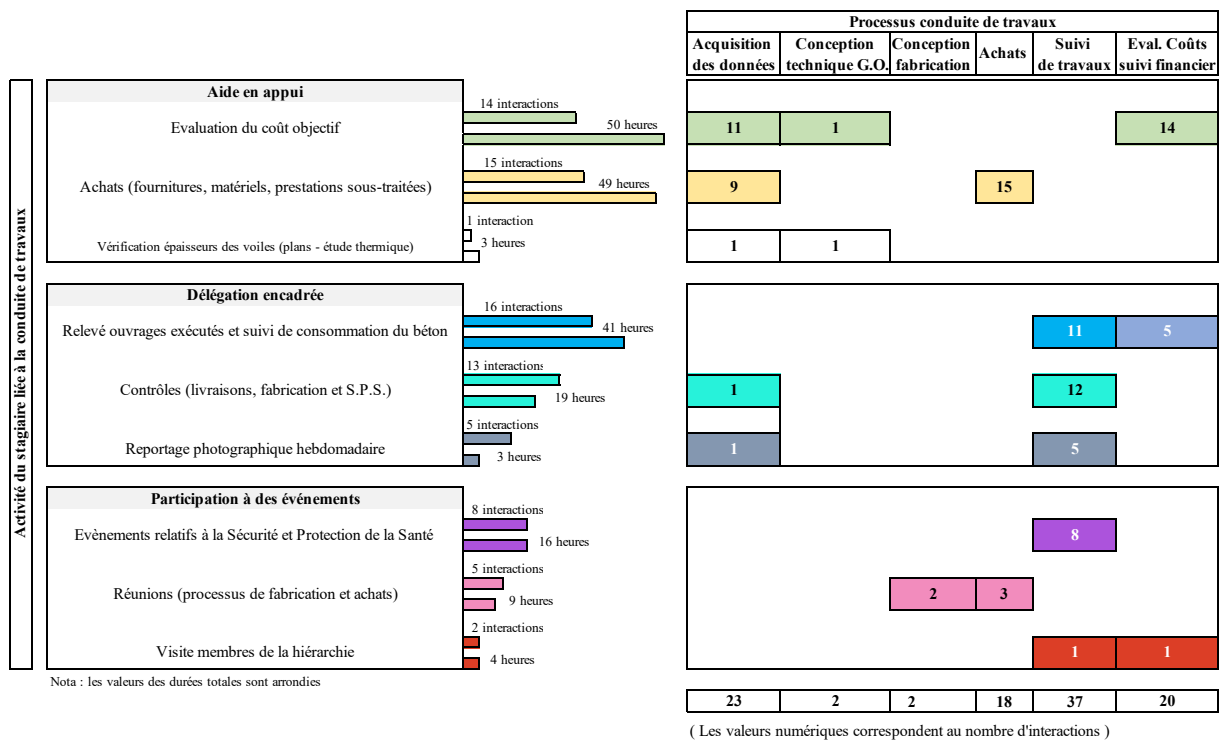 Processus conduite de travaux
Acquisition des données
Conception technique G.O.
Conception fabrication
Achats
Suivi de travaux
Eval. Coûts suivi financier
Activité du stagiaire liée à la conduite de travaux
Aide en appui
14 interactions
Evaluation du coût objectif
50 heures
11 1 14
15 interactions
Achats (fournitures, matériels, prestations sous-traitées)
49 heures
9 15
1 interaction
Vérification épaisseurs des voiles (plans - étude thermique)
3 heures
1 1
Délégation encadrée
16 interactions
Relevé ouvrages exécutés et suivi de consommation du béton
41 heures
11 5
13 interactions
Contrôles (livraisons, fabrication et S.P.S.)
19 heures
1 12
5 interactions
Reportage photographique hebdomadaire
3 heures
1 5
Participation à des événements
8 interactions
Evènements relatifs à la Sécurité et Protection de la Santé
16 heures
8
5 interactions
Réunions (processus de fabrication et achats)
9 heures
2 3
2 interactions
Visite membres de la hiérarchie
4 heures
1 1
Nota : les valeurs des durées totales sont arrondies
23 2 2 18 37 20
( Les valeurs numériques correspondent au nombre d'interactions )